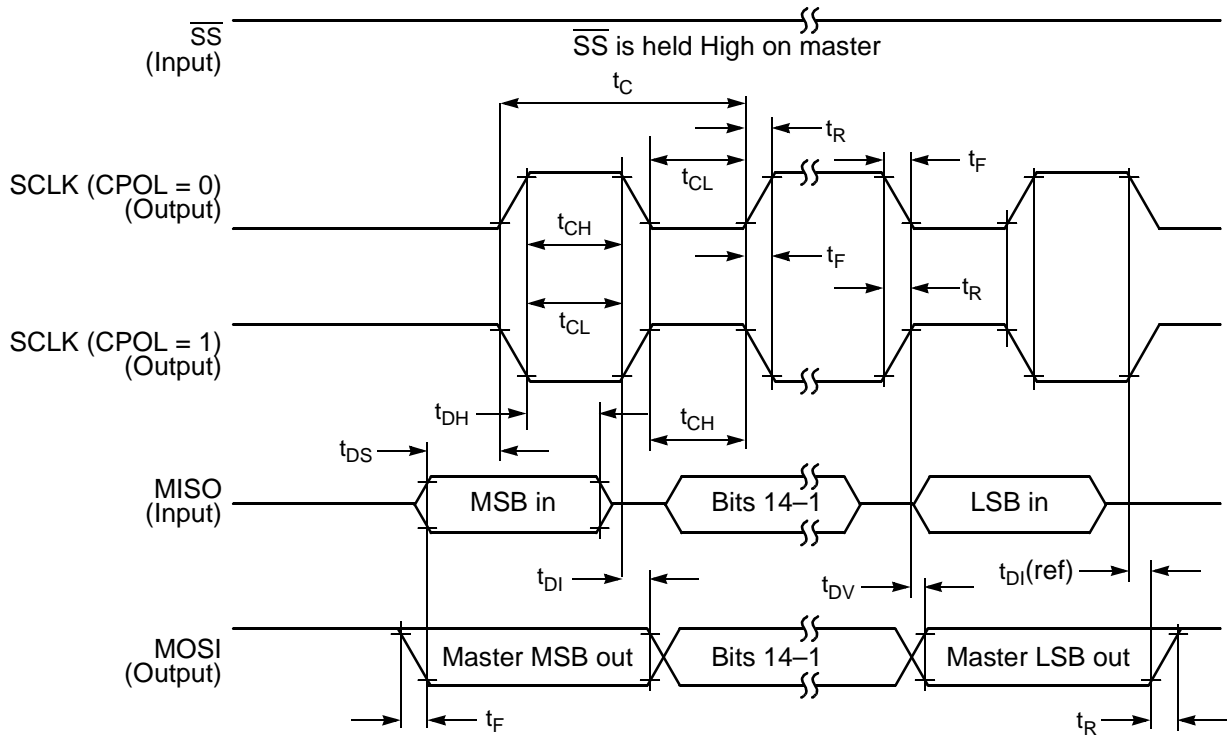 SS
(Input)
SS is held High on master
tC
tR
tF
tCL
SCLK (CPOL = 0)
(Output)
tCH
tF
tR
tCL
SCLK (CPOL = 1)
(Output)
tDH
tCH
tDS
MISO
(Input)
MSB in
Bits 14–1
LSB in
tDI
tDV
tDI(ref)
MOSI
(Output)
Master MSB out
Bits 14–1
Master LSB out
tF
tR